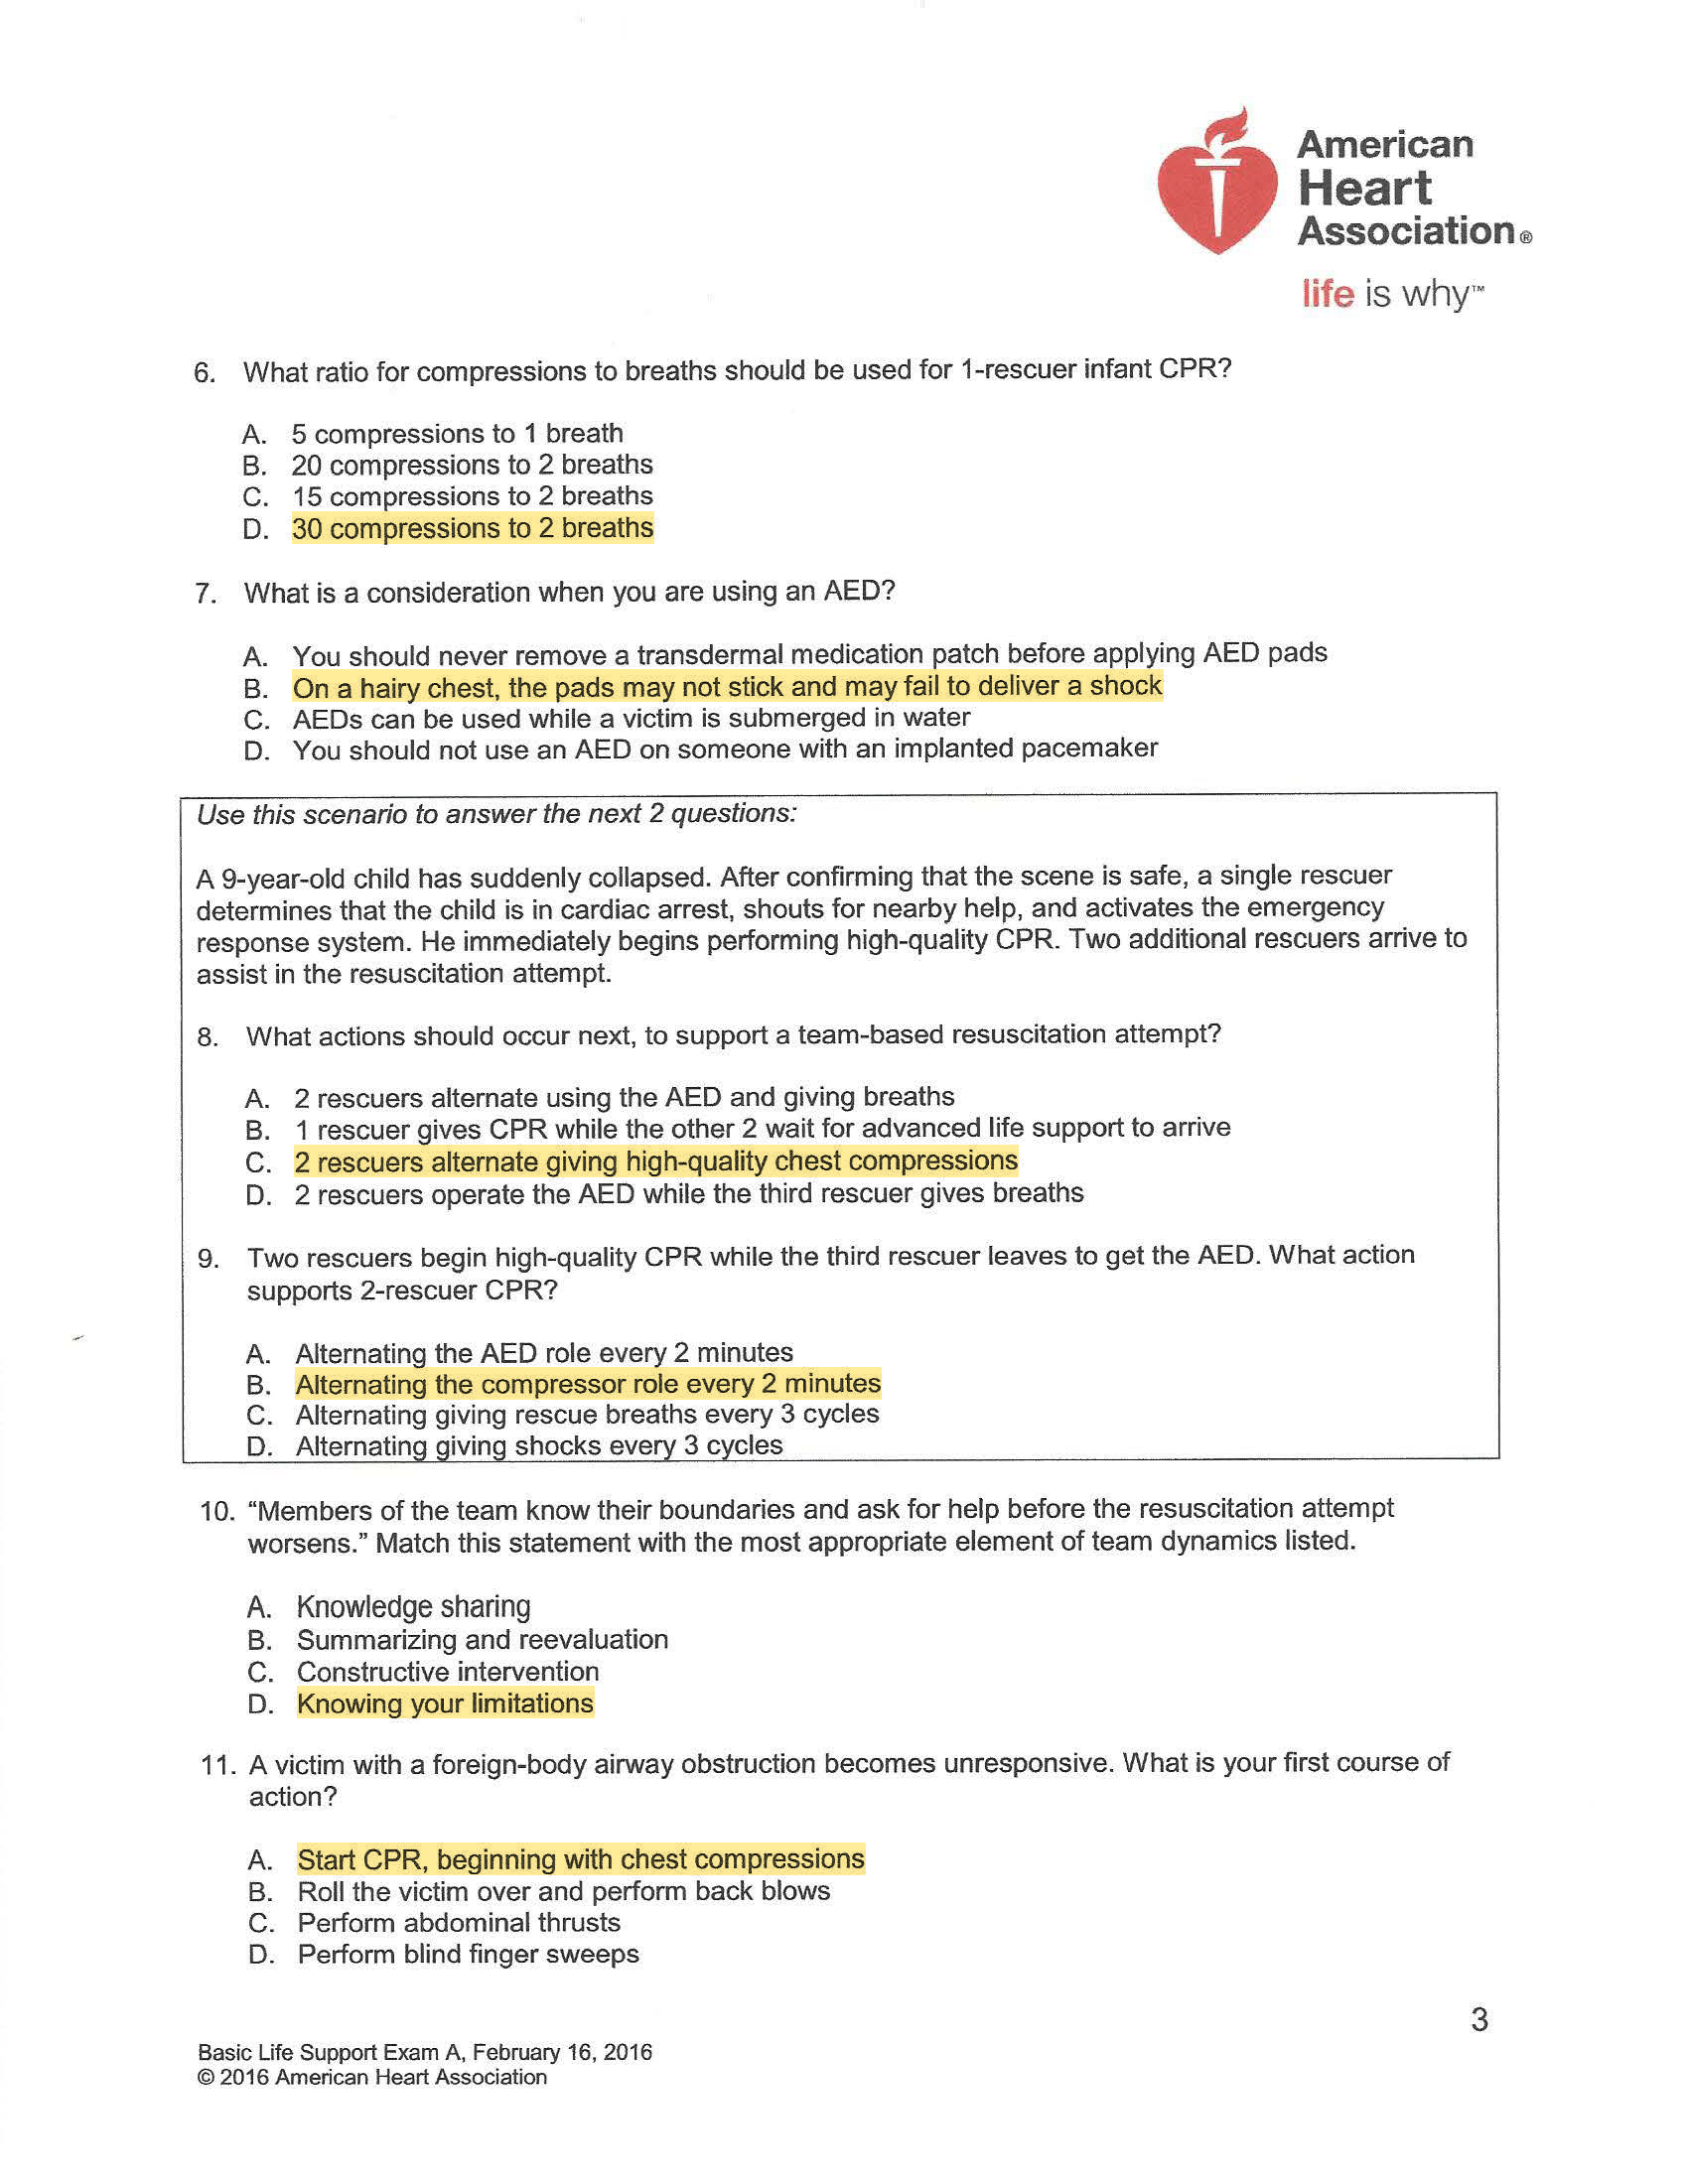 American
Heart
Association®
life is why™
6. What ratio for compressions to breaths should be used for 1-rescuer infant CPR?
A. 5 compressions to 1 breath
B. 20 compressions to 2 breaths
C. 15 compressions to 2 breaths
D. 30 compressions to 2 breaths
7. What is a consideration when you are using an AED?
A. You should never remove a transdermal medication patch before applying AED pads
B. On a hairy chest, the pads may not stick and may fail to deliver a shock
C. AEDs can be used while a victim is submerged in water
D. You should not use an AED on someone with an implanted pacemaker
Use this scenario to answer the next 2 questions:
A 9-year-old child has suddenly collapsed. After confirming that the scene is safe, a single rescuer
determines that the child is in cardiac arrest, shouts for nearby help, and activates the emergency
response system. He immediately begins performing high-quality CPR. Two additional rescuers arrive to
assist in the resuscitation attempt.
8. What actions should occur next, to support a team-based resuscitation attempt?
A. 2 rescuers alternate using the AED and giving breaths
B. 1 rescuer gives CPR while the other 2 wait for advanced life support to arrive
C. 2 rescuers alternate giving high-quality chest compressions
D. 2 rescuers operate the AED while the third rescuer gives breaths
9. Two rescuers begin high-quality CPR while the third rescuer leaves to get the AED. What action
supports 2-rescuer CPR?
A. Alternating the AED role every 2 minutes
B. Alternating the compressor role every 2 minutes
C. Alternating giving rescue breaths every 3 cycles
D. Alternating giving shocks every 3 cycles
10. “Members of the team know their boundaries and ask for help before the resuscitation attempt
worsens.” Match this statement with the most appropriate element of team dynamics listed.
A. Knowledge sharing
B. Summarizing and reevaluation
C. Constructive intervention
D. Knowing your limitations
11. A victim with a foreign-body airway obstruction becomes unresponsive. What is your first course of
action?
A. Start CPR, beginning with chest compressions
B. Roll the victim over and perform back blows
C. Perform abdominal thrusts
D. Perform blind finger sweeps
3
Basic Life Support Exam A, February 16, 2016
© 2016 American Heart Association